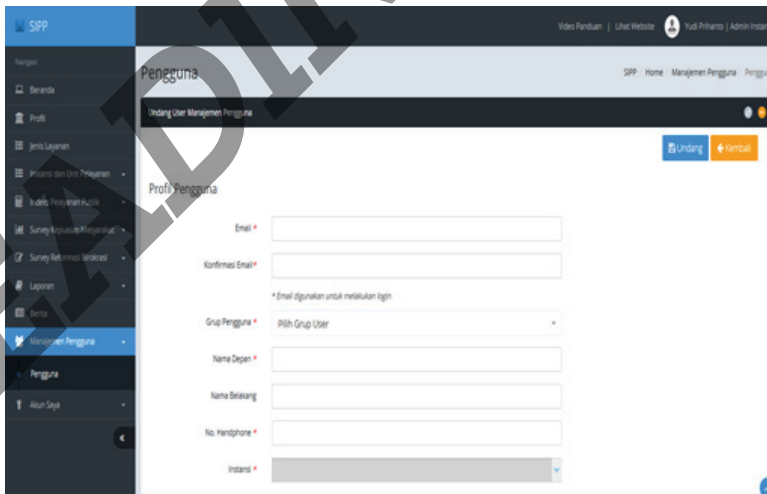 SIPP
Video Panduan | Lihat Website Yudi Prihanto | Admin Instan
Navigasi
Beranda
Profil
Jenis Layanan
Instansi dan Unit Pelayanan
Indeks Pelayanan Publik
Survey Kepuasan Masyarakat
Survey Reformasi Birokrasi
Laporan
Berita
Manajemen Pengguna
Pengguna
Akun Saya
Pengguna
SIPP Home Manajemen Pengguna Penggu
Undang User Manajemen Pengguna
Undang Kembali
Profil Pengguna
Email *
Konfirmasi Email *
* Email digunakan untuk melakukan login
Grup Pengguna * Pilih Grup User
Nama Depan *
Nama Belakang
No. Handphone *
Instansi *